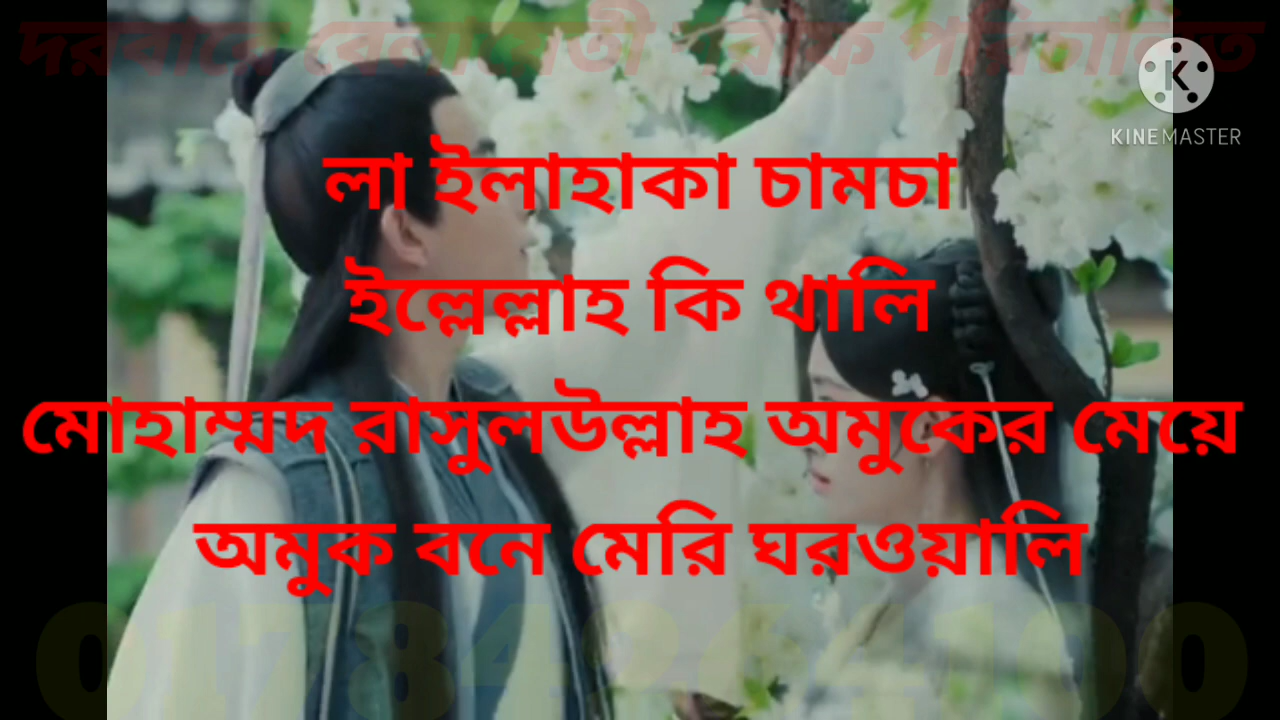 KINEMASTER
লা ইলাহাকা চামচা
ইল্লেল্লাহ কি থালি
মোহাম্মদ রাসুলউল্লাহ অমুকের মেয়ে
অমুক বনে মেরি ঘরওয়ালি